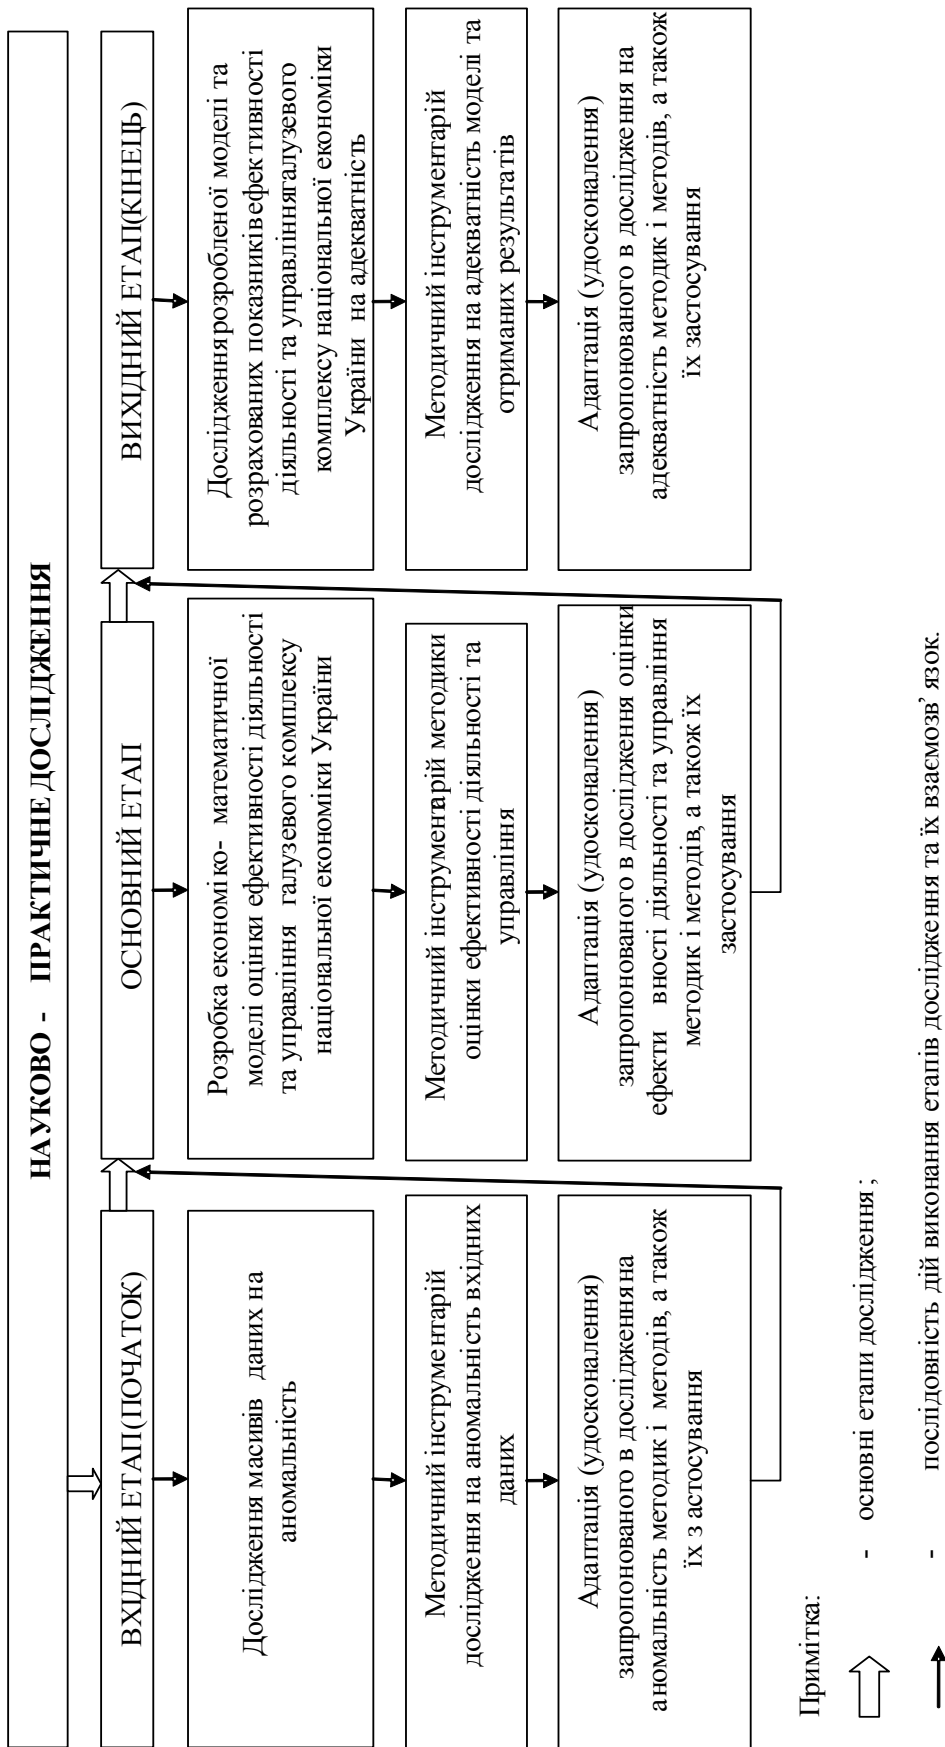 НАУКОВО - ПРАКТИЧНЕ ДОСЛІДЖЕННЯ
ВХІДНИЙ ЕТАП(ПОЧАТОК)
Дослідження масивів даних на
аномальність
Методичний інструментарій
дослідження на аномальність вхідних
даних
Адаптація (удосконалення)
запропонованого в дослідження на
аномальність методик і методів, а також
їх з астосування
ОСНОВНИЙ ЕТАП
Розробка економіко- математичної
моделі оцінки ефективності діяльності
та управління галузевого комплексу
національної економіки України
Методичний інструментарій методики
оцінки ефективності діяльності та
управління
Адаптація (удосконалення)
запропонованого в дослідження оцінки
ефекти вності діяльності та управління
методик і методів, а також їх
застосування
ВИХІДНИЙ ЕТАП(КІНЕЦЬ)
Дослідження розробленої моделі та
розрахованих показників ефективності
діяльності та управління галузевого
комплексу національної економіки
України на адекватність
Методичний інструментарій
дослідження на адекватність моделі та
отриманих результатів
Адаптація (удосконалення)
запропонованого в дослідження на
адекватність методик і методів, а також
їх застосування
Примітка:
- основні етапи дослідження ;
- послідовність дій виконання етапів дослідження та їх взаємозв' язок.